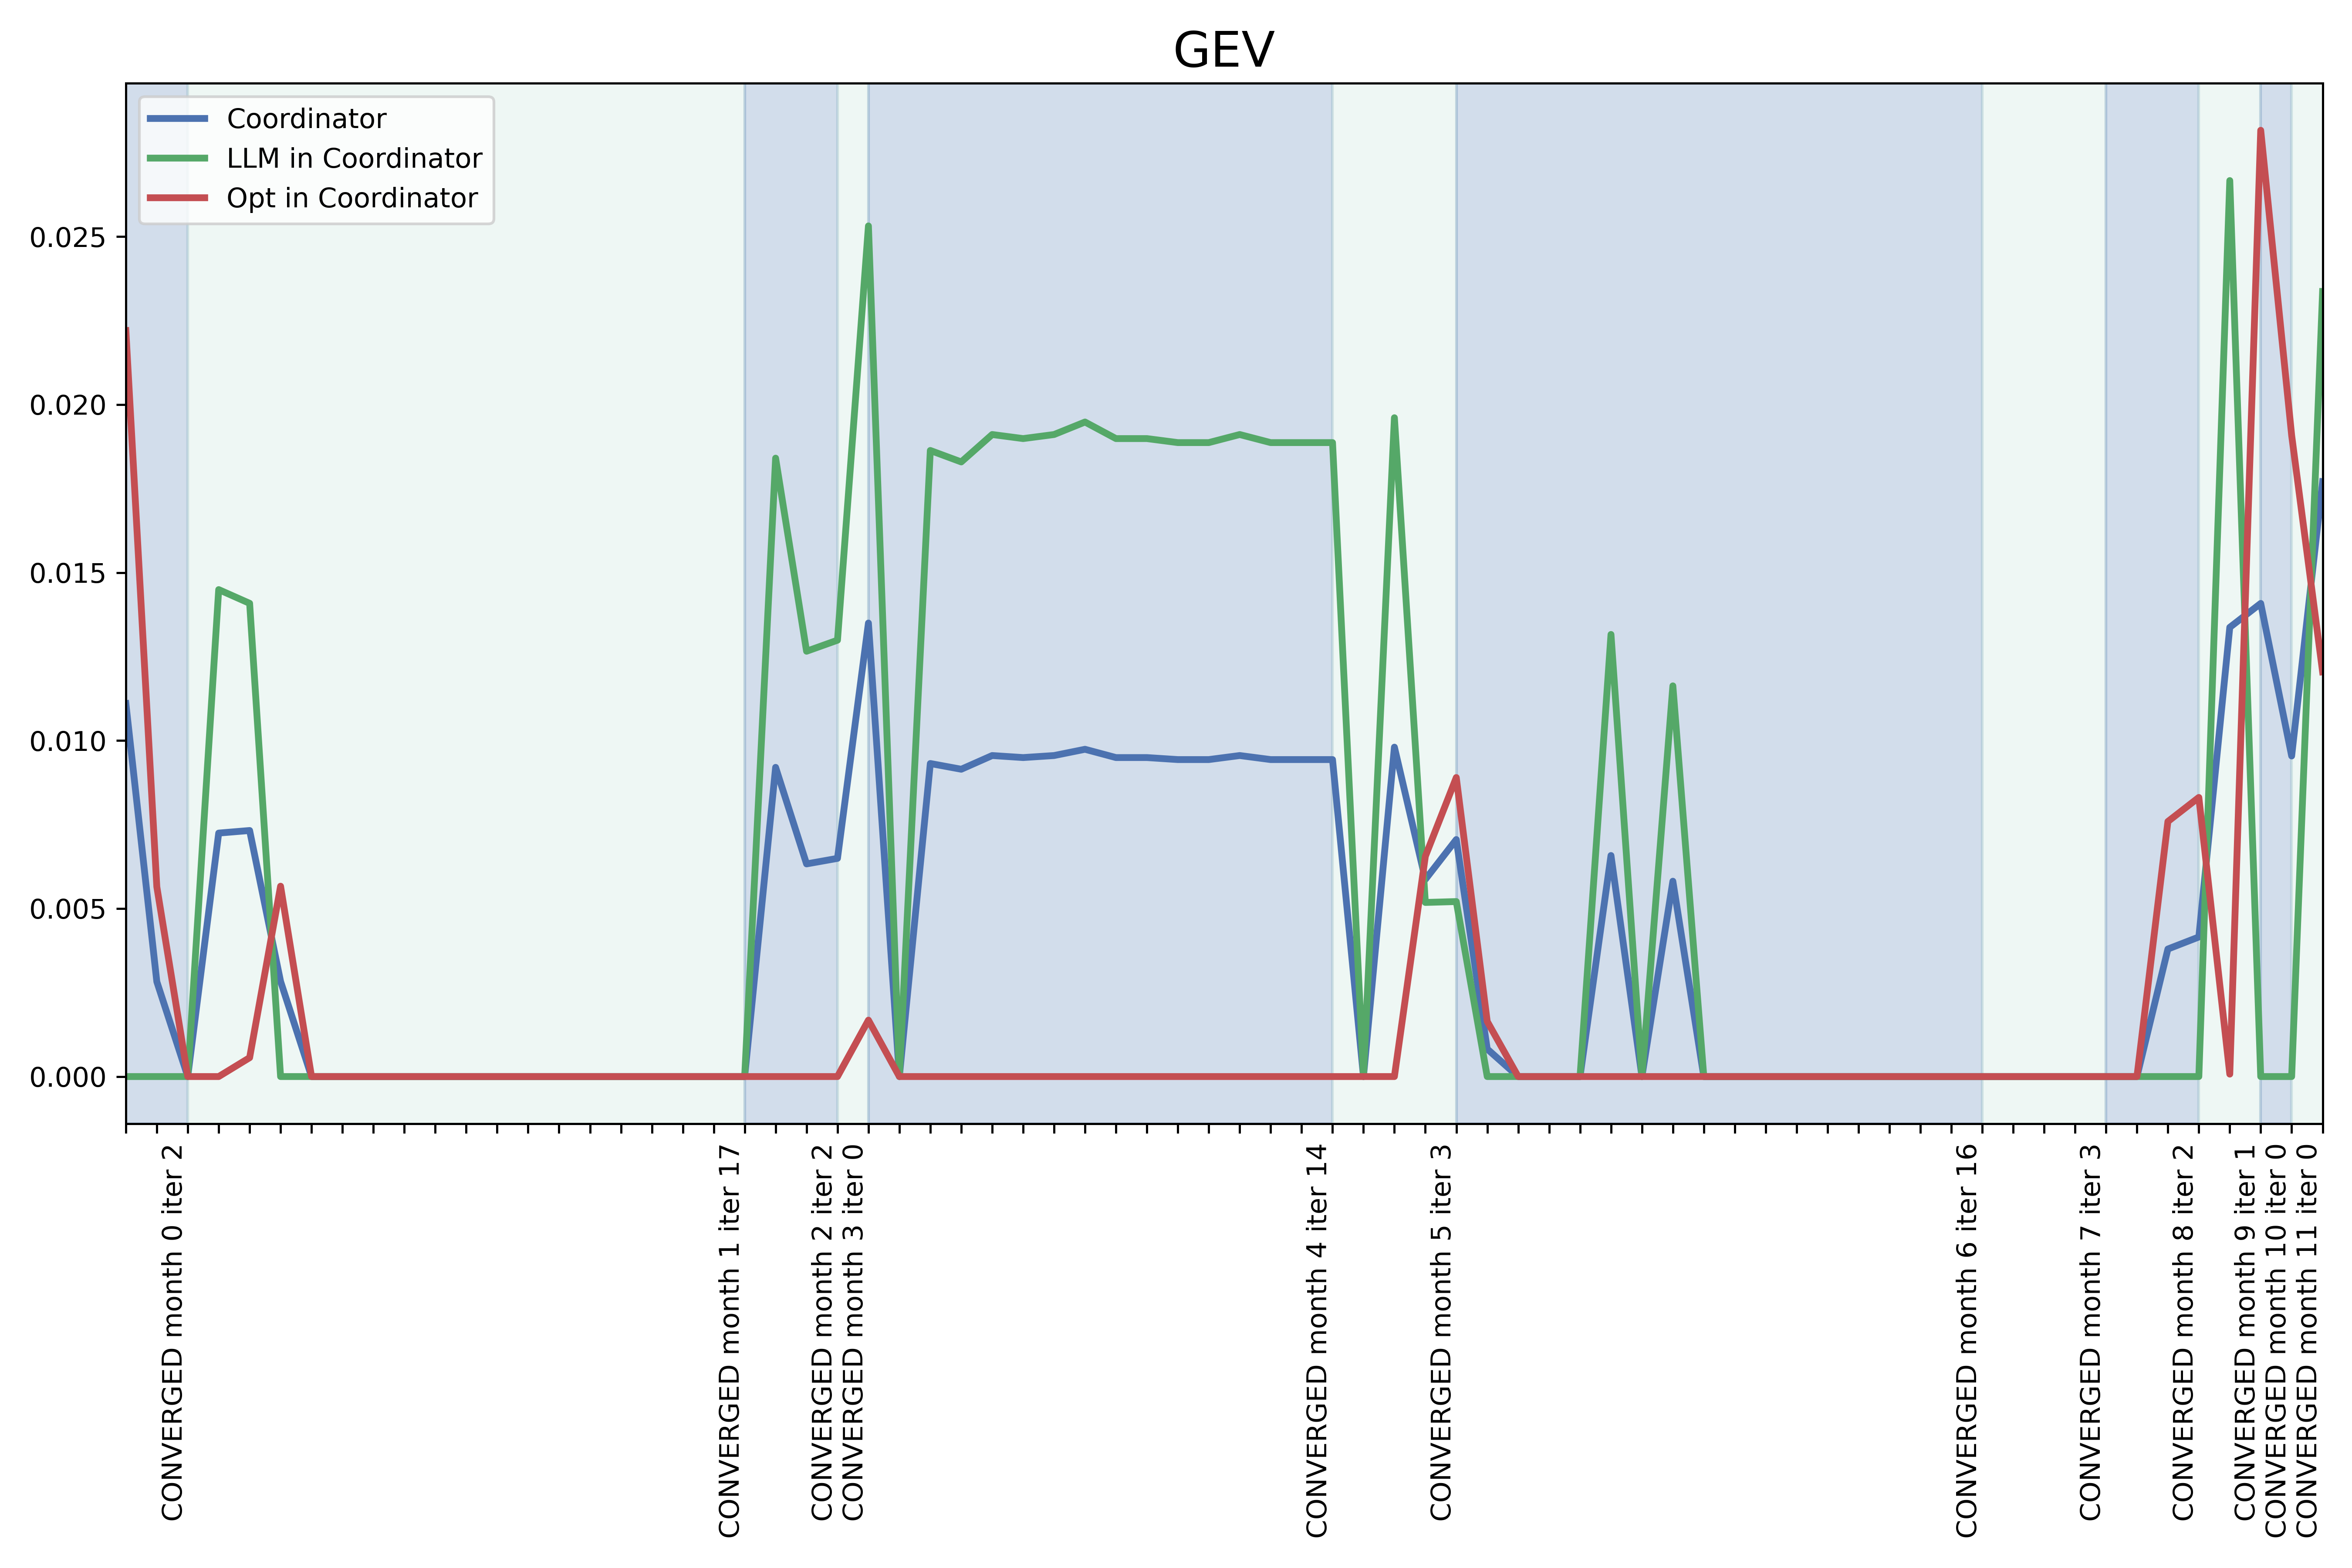 GEV
Coordinator
LLM in Coordinator
Opt in Coordinator
0.025
0.020
0.015
0.010
0.005
0.000
CONVERGED month 0 iter 2
CONVERGED month 1 iter 17
CONVERGED month 2 iter 2
CONVERGED month 3 iter 0
CONVERGED month 4 iter 14
CONVERGED month 5 iter 3
CONVERGED month 6 iter 16
CONVERGED month 7 iter 3
CONVERGED month 8 iter 2
CONVERGED month 9 iter 1
CONVERGED month 10 iter 0
CONVERGED month 11 iter 0